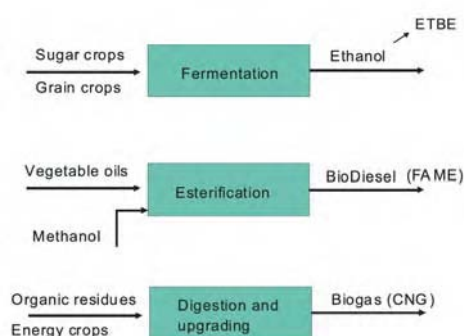 ETBE
Sugar crops
Grain crops
Fermentation
Ethanol
Vegetable oils
Methanol
Esterification
BioDiesel (FAME)
Organic residues
Energy crops
Digestion and
upgrading
Biogas (CNG)